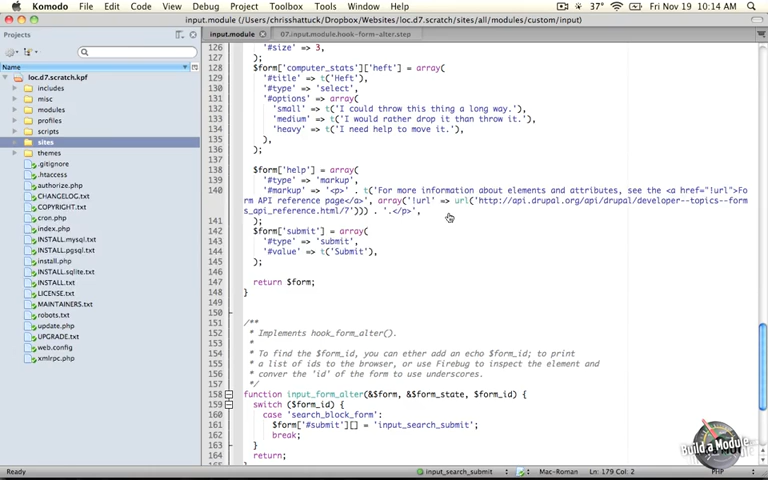 Komodo File Edit Code Debug Project Toolbox Tools Window Help 37° Fri Nov 19 10:14 AM
input.module (/Users/chrisshattuck/Dropbox/Websites/loc.d7.scratch/sites/all/modules/custom/input)
Projects
input.module
07.input.module.hook-form-alter.step
Name
loc.d7.scratch.kpf
includes
misc
modules
profiles
scripts
sites
themes
.gitignore
.htaccess
authorize.php
CHANGELOG.txt
COPYRIGHT.txt
cron.php
index.php
INSTALL.mysql.txt
INSTALL.pgsql.txt
install.php
INSTALL.sqlite.txt
INSTALL.txt
LICENSE.txt
MAINTAINERS.txt
robots.txt
update.php
UPGRADE.txt
web.config
xmlrpc.php
126 '#size' => 3,
127 );
128 $form['computer_stats']['heft'] = array(
129 '#title' => t('Heft'),
130 '#type' => 'select',
131 '#options' => array(
132 'small' => t('I could throw this thing a long way.'),
133 'medium' => t('I would rather drop it than throw it.'),
134 'heavy' => t('I need help to move it.'),
135 ),
136 );
137
138 $form['help'] = array(
139 '#type' => 'markup',
140 '#markup' => '<p>' . t('For more information about elements and attributes, see the <a href="!url">Fo
rm API reference page</a>', array('!url' => url('http://api.drupal.org/api/drupal/developer--topics--form
s_api_reference.html/7'))) . '.</p>',
141 );
142 $form['submit'] = array(
143 '#type' => 'submit',
144 '#value' => t('Submit'),
145 );
146
147 return $form;
148 }
149
150
151 /**
152 * Implements hook_form_alter().
153 *
154 * To find the $form_id, you can ether add an echo $form_id; to print
155 * a list of ids to the browser, or use Firebug to inspect the element and
156 * conver the 'id' of the form to use underscores.
157 */
158 function input_form_alter(&$form, &$form_state, $form_id) {
159 switch ($form_id) {
160 case 'search_block_form':
161 $form['#submit'][] = 'input_search_submit';
162 break;
163 }
164 return;
165
Build a Module
Ready
input_search_submit
Mac-Roman
Ln: 179 Col: 2
PHP